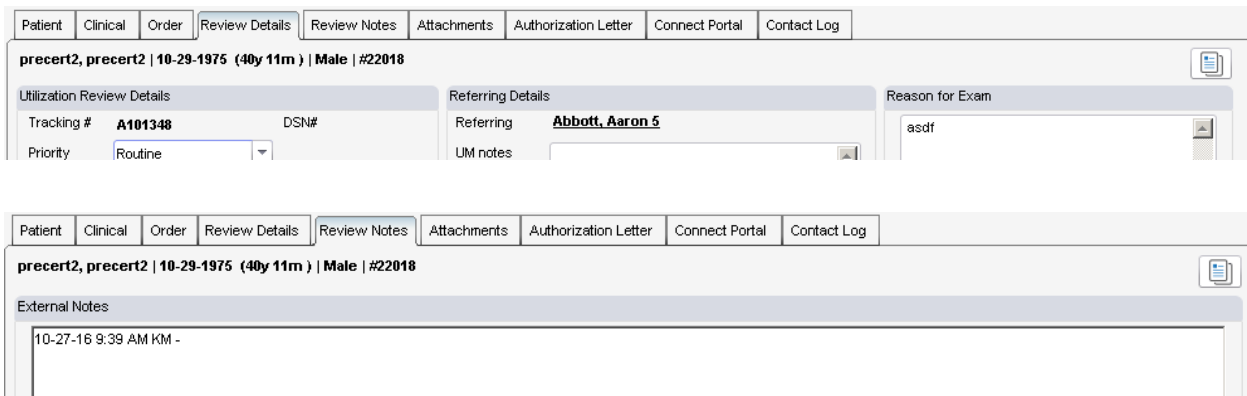 Patient Clinical Order Review Details Review Notes Attachments Authorization Letter Connect Portal Contact Log
precert2, precert2 | 10-29-1975 (40y 11m ) | Male | #22018
Utilization Review Details Referring Details Reason for Exam
Tracking # A101348 DSN# Referring Abbott, Aaron 5 asdf
Priority Routine UM notes
Patient Clinical Order Review Details Review Notes Attachments Authorization Letter Connect Portal Contact Log
precert2, precert2 | 10-29-1975 (40y 11m ) | Male | #22018
External Notes
10-27-16 9:39 AM KM -